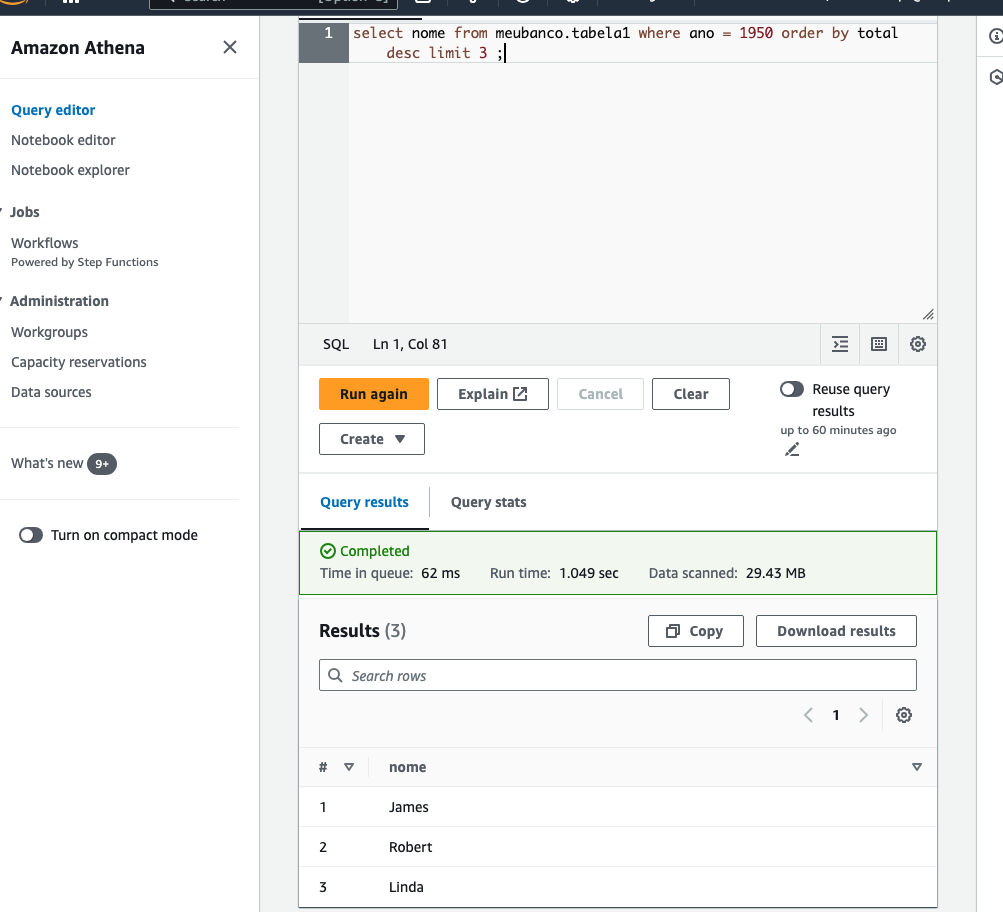 Amazon Athena
Query editor
Notebook editor
Notebook explorer
Jobs
Workflows
Powered by Step Functions
Administration
Workgroups
Capacity reservations
Data sources
What's new 9+
Turn on compact mode
1 select nome from meubanco.tabela1 where ano = 1950 order by total
desc limit 3 ;
SQL Ln 1, Col 81
Run again Explain Cancel Clear
Create
Reuse query
results
up to 60 minutes ago
Query results Query stats
Completed
Time in queue: 62 ms Run time: 1.049 sec Data scanned: 29.43 MB
Results (3) Copy Download results
Search rows
1
# nome
1 James
2 Robert
3 Linda